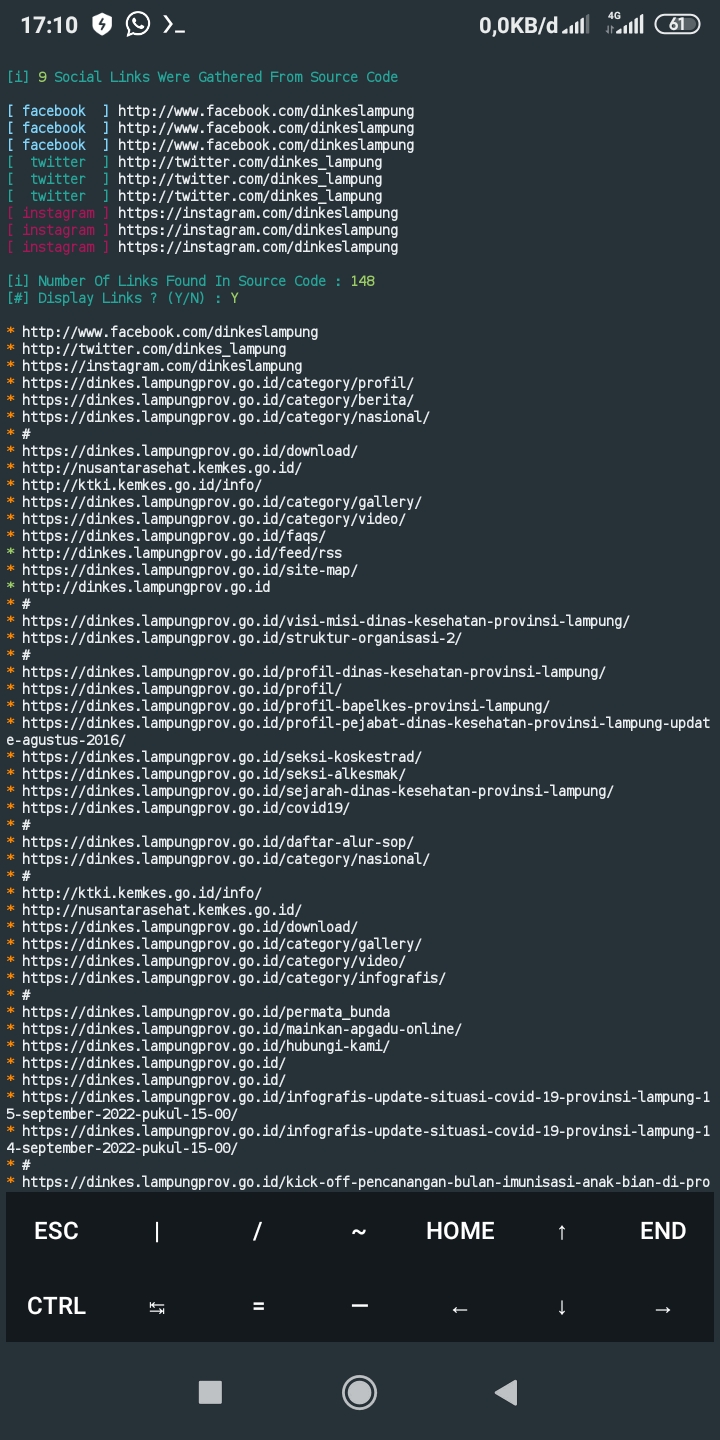 17:10 0,0KB/d 4G 61
[i] 9 Social Links Were Gathered From Source Code
[ facebook  ] http://www.facebook.com/dinkeslampung
[ facebook  ] http://www.facebook.com/dinkeslampung
[ facebook  ] http://www.facebook.com/dinkeslampung
[  twitter  ] http://twitter.com/dinkes_lampung
[  twitter  ] http://twitter.com/dinkes_lampung
[  twitter  ] http://twitter.com/dinkes_lampung
[ instagram ] https://instagram.com/dinkeslampung
[ instagram ] https://instagram.com/dinkeslampung
[ instagram ] https://instagram.com/dinkeslampung
[i] Number Of Links Found In Source Code : 148
[#] Display Links ? (Y/N) : Y
* http://www.facebook.com/dinkeslampung
* http://twitter.com/dinkes_lampung
* https://instagram.com/dinkeslampung
* https://dinkes.lampungprov.go.id/category/profil/
* https://dinkes.lampungprov.go.id/category/berita/
* https://dinkes.lampungprov.go.id/category/nasional/
* #
* https://dinkes.lampungprov.go.id/download/
* http://nusantarasehat.kemkes.go.id/
* http://ktki.kemkes.go.id/info/
* https://dinkes.lampungprov.go.id/category/gallery/
* https://dinkes.lampungprov.go.id/category/video/
* https://dinkes.lampungprov.go.id/faqs/
* http://dinkes.lampungprov.go.id/feed/rss
* https://dinkes.lampungprov.go.id/site-map/
* http://dinkes.lampungprov.go.id
* #
* https://dinkes.lampungprov.go.id/visi-misi-dinas-kesehatan-provinsi-lampung/
* https://dinkes.lampungprov.go.id/struktur-organisasi-2/
* #
* https://dinkes.lampungprov.go.id/profil-dinas-kesehatan-provinsi-lampung/
* https://dinkes.lampungprov.go.id/profil/
* https://dinkes.lampungprov.go.id/profil-bapelkes-provinsi-lampung/
* https://dinkes.lampungprov.go.id/profil-pejabat-dinas-kesehatan-provinsi-lampung-updat
e-agustus-2016/
* https://dinkes.lampungprov.go.id/seksi-koskestrad/
* https://dinkes.lampungprov.go.id/seksi-alkesmak/
* https://dinkes.lampungprov.go.id/sejarah-dinas-kesehatan-provinsi-lampung/
* https://dinkes.lampungprov.go.id/covid19/
* #
* https://dinkes.lampungprov.go.id/daftar-alur-sop/
* https://dinkes.lampungprov.go.id/category/nasional/
* #
* http://ktki.kemkes.go.id/info/
* http://nusantarasehat.kemkes.go.id/
* https://dinkes.lampungprov.go.id/download/
* https://dinkes.lampungprov.go.id/category/gallery/
* https://dinkes.lampungprov.go.id/category/video/
* https://dinkes.lampungprov.go.id/category/infografis/
* #
* https://dinkes.lampungprov.go.id/permata_bunda
* https://dinkes.lampungprov.go.id/mainkan-apgadu-online/
* https://dinkes.lampungprov.go.id/hubungi-kami/
* https://dinkes.lampungprov.go.id/
* https://dinkes.lampungprov.go.id/
* https://dinkes.lampungprov.go.id/infografis-update-situasi-covid-19-provinsi-lampung-1
5-september-2022-pukul-15-00/
* https://dinkes.lampungprov.go.id/infografis-update-situasi-covid-19-provinsi-lampung-1
4-september-2022-pukul-15-00/
* #
* https://dinkes.lampungprov.go.id/kick-off-pencanangan-bulan-imunisasi-anak-bian-di-pro
ESC | / ~ HOME ↑ END
CTRL ↹ = — ← ↓ →